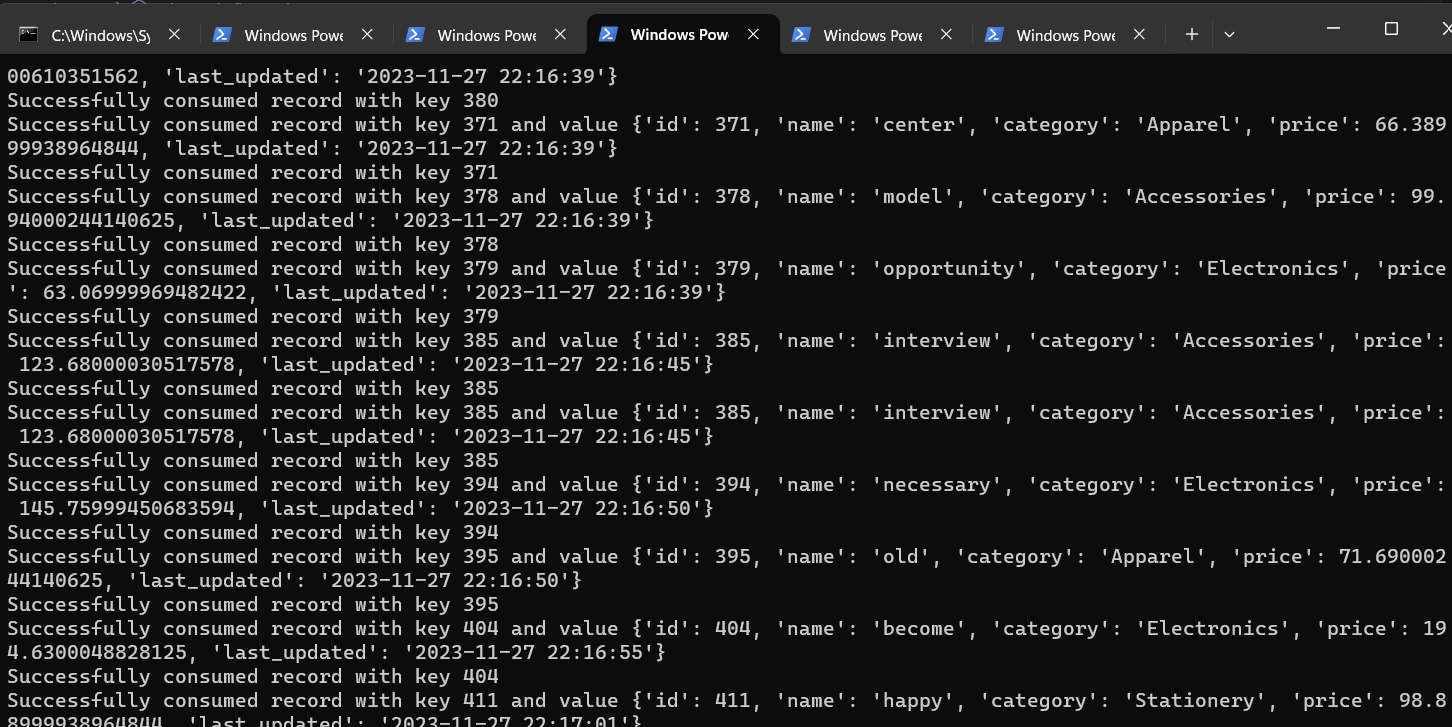 C:\Windows\Sy
Windows Powe
Windows Powe
Windows Pow
Windows Powe
Windows Powe
00610351562, 'last_updated': '2023-11-27 22:16:39'}
Successfully consumed record with key 380
Successfully consumed record with key 371 and value {'id': 371, 'name': 'center', 'category': 'Apparel', 'price': 66.389
99938964844, 'last_updated': '2023-11-27 22:16:39'}
Successfully consumed record with key 371
Successfully consumed record with key 378 and value {'id': 378, 'name': 'model', 'category': 'Accessories', 'price': 99.
94000244140625, 'last_updated': '2023-11-27 22:16:39'}
Successfully consumed record with key 378
Successfully consumed record with key 379 and value {'id': 379, 'name': 'opportunity', 'category': 'Electronics', 'price
': 63.06999969482422, 'last_updated': '2023-11-27 22:16:39'}
Successfully consumed record with key 379
Successfully consumed record with key 385 and value {'id': 385, 'name': 'interview', 'category': 'Accessories', 'price':
123.68000030517578, 'last_updated': '2023-11-27 22:16:45'}
Successfully consumed record with key 385
Successfully consumed record with key 385 and value {'id': 385, 'name': 'interview', 'category': 'Accessories', 'price':
123.68000030517578, 'last_updated': '2023-11-27 22:16:45'}
Successfully consumed record with key 385
Successfully consumed record with key 394 and value {'id': 394, 'name': 'necessary', 'category': 'Electronics', 'price':
145.75999450683594, 'last_updated': '2023-11-27 22:16:50'}
Successfully consumed record with key 394
Successfully consumed record with key 395 and value {'id': 395, 'name': 'old', 'category': 'Apparel', 'price': 71.690002
44140625, 'last_updated': '2023-11-27 22:16:50'}
Successfully consumed record with key 395
Successfully consumed record with key 404 and value {'id': 404, 'name': 'become', 'category': 'Electronics', 'price': 19
4.6300048828125, 'last_updated': '2023-11-27 22:16:55'}
Successfully consumed record with key 404
Successfully consumed record with key 411 and value {'id': 411, 'name': 'happy', 'category': 'Stationery', 'price': 98.8
8999938964844, 'last_updated': '2023-11-27 22:17:01'}